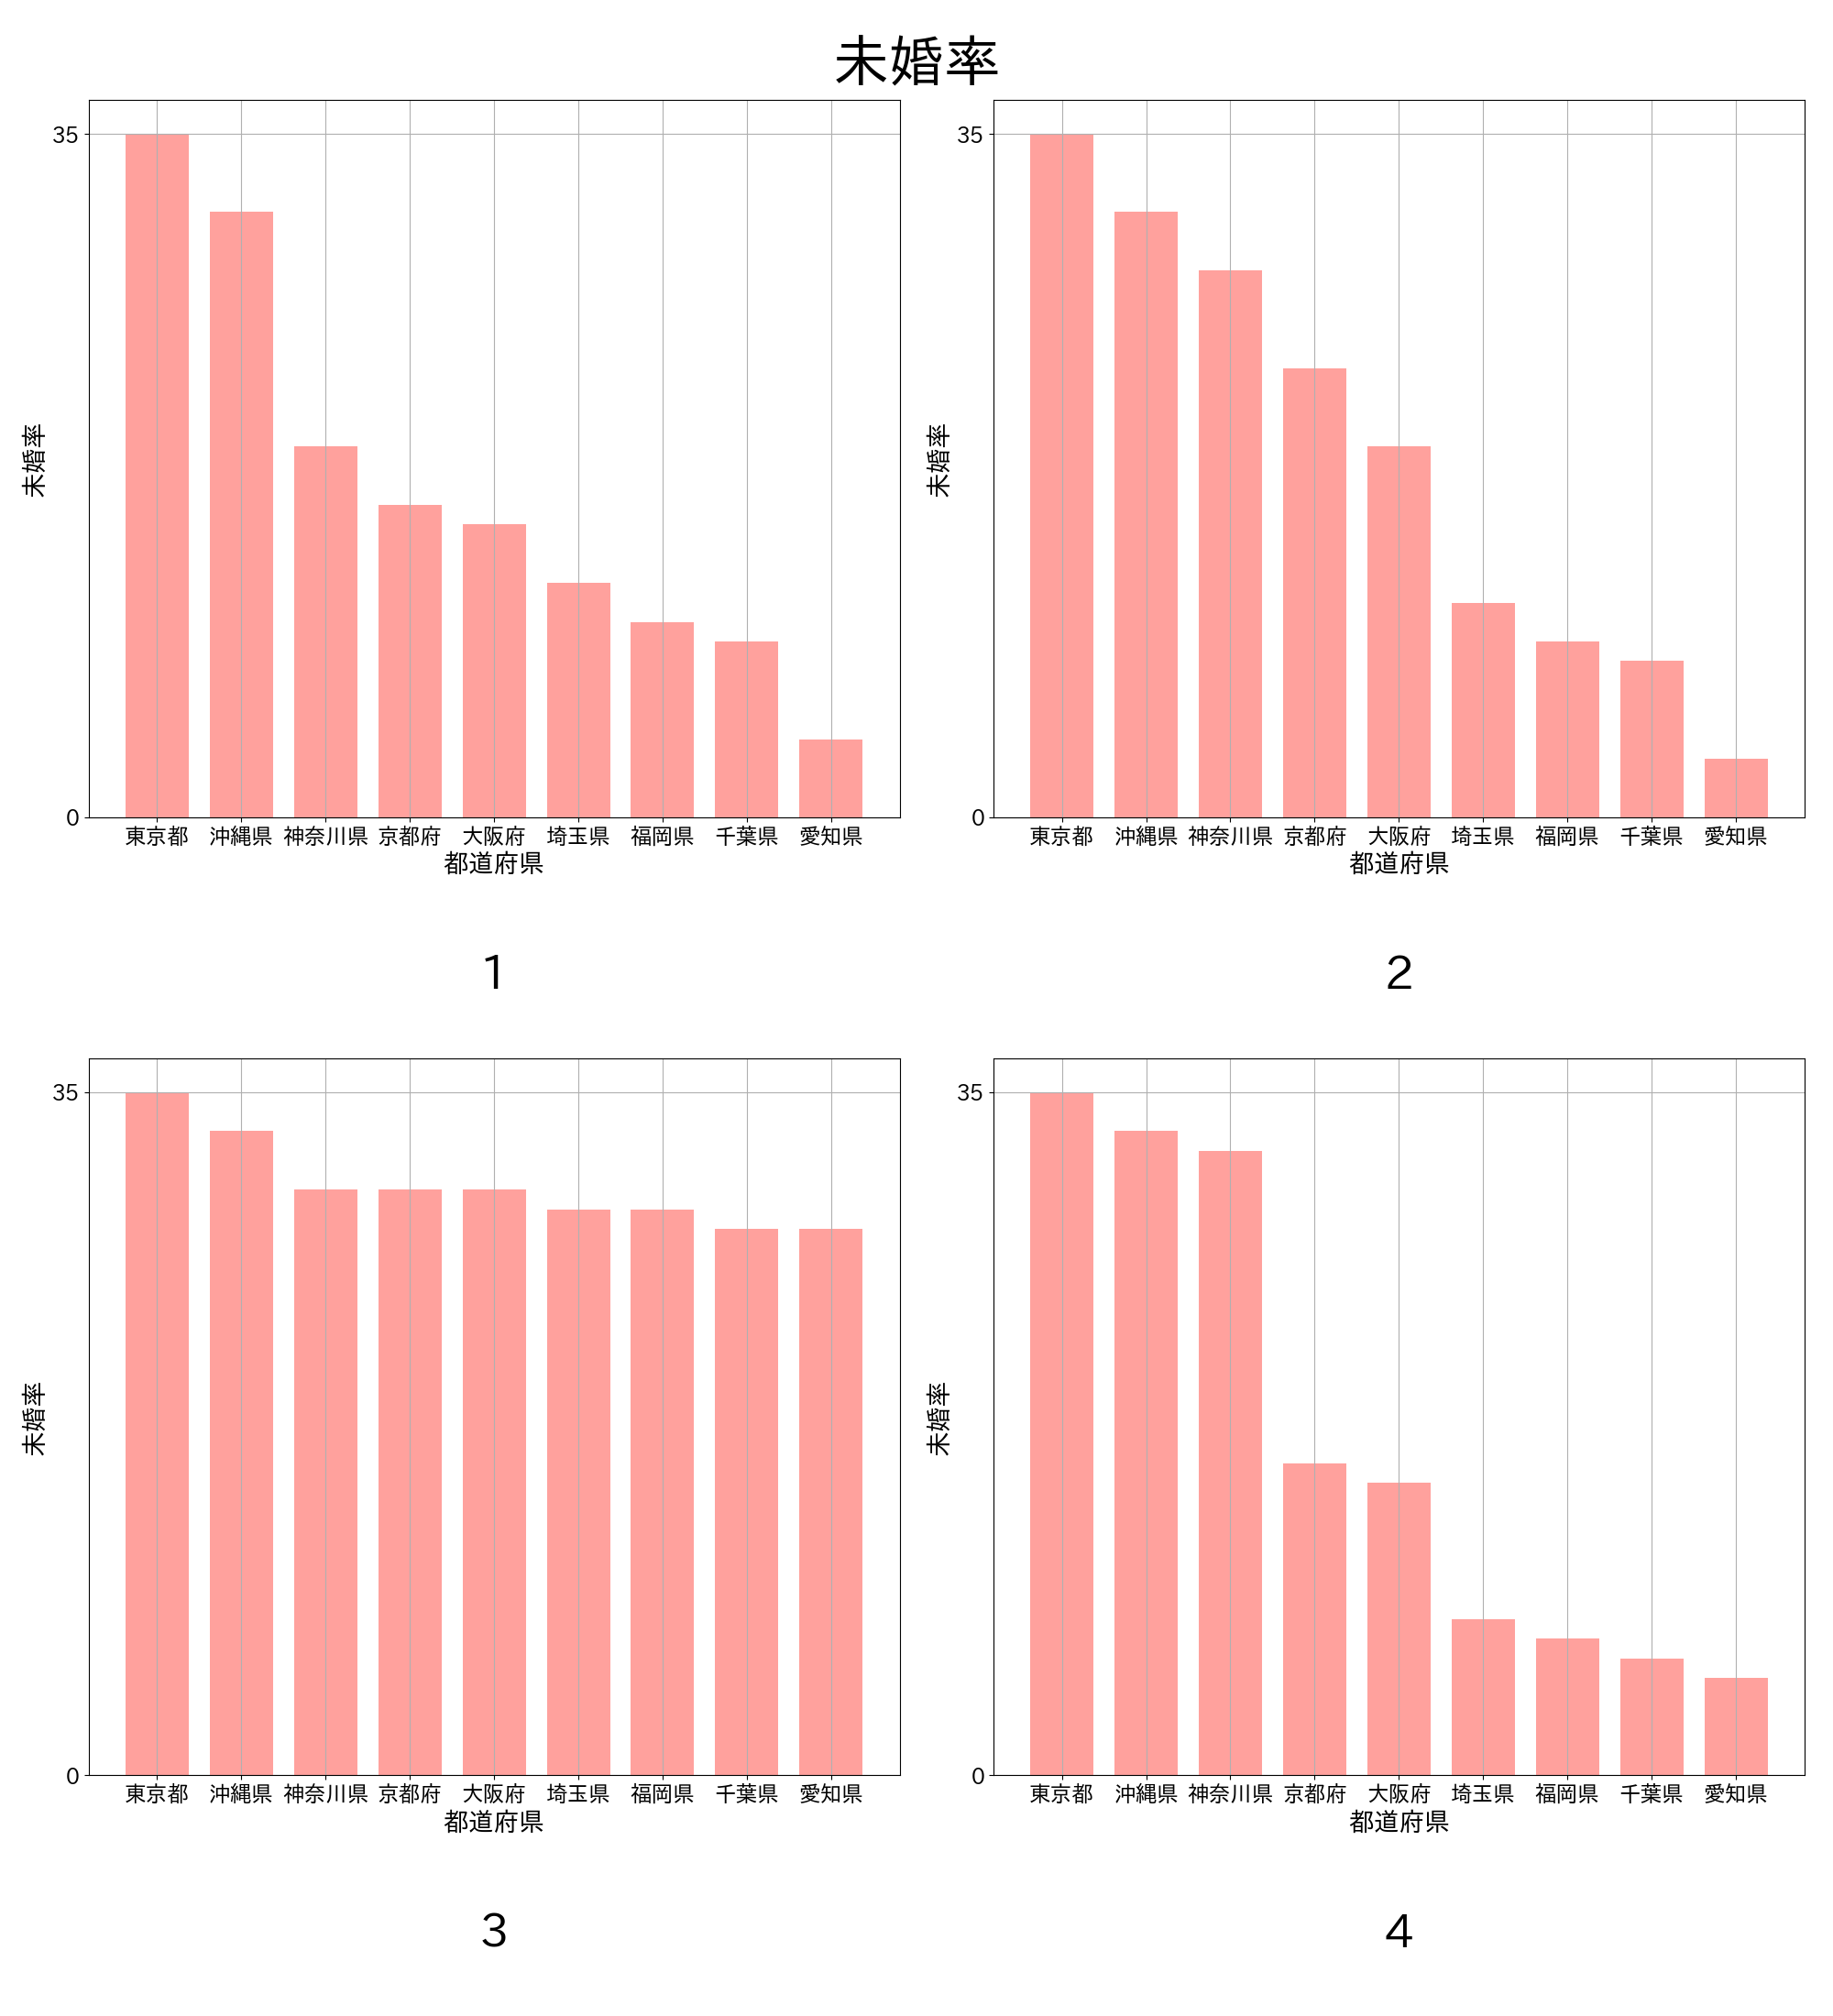 未婚率
35
0
未婚率
東京都 沖縄県 神奈川県 京都府 大阪府 埼玉県 福岡県 千葉県 愛知県
都道府県
1
35
0
未婚率
東京都 沖縄県 神奈川県 京都府 大阪府 埼玉県 福岡県 千葉県 愛知県
都道府県
2
35
0
未婚率
東京都 沖縄県 神奈川県 京都府 大阪府 埼玉県 福岡県 千葉県 愛知県
都道府県
3
35
0
未婚率
東京都 沖縄県 神奈川県 京都府 大阪府 埼玉県 福岡県 千葉県 愛知県
都道府県
4